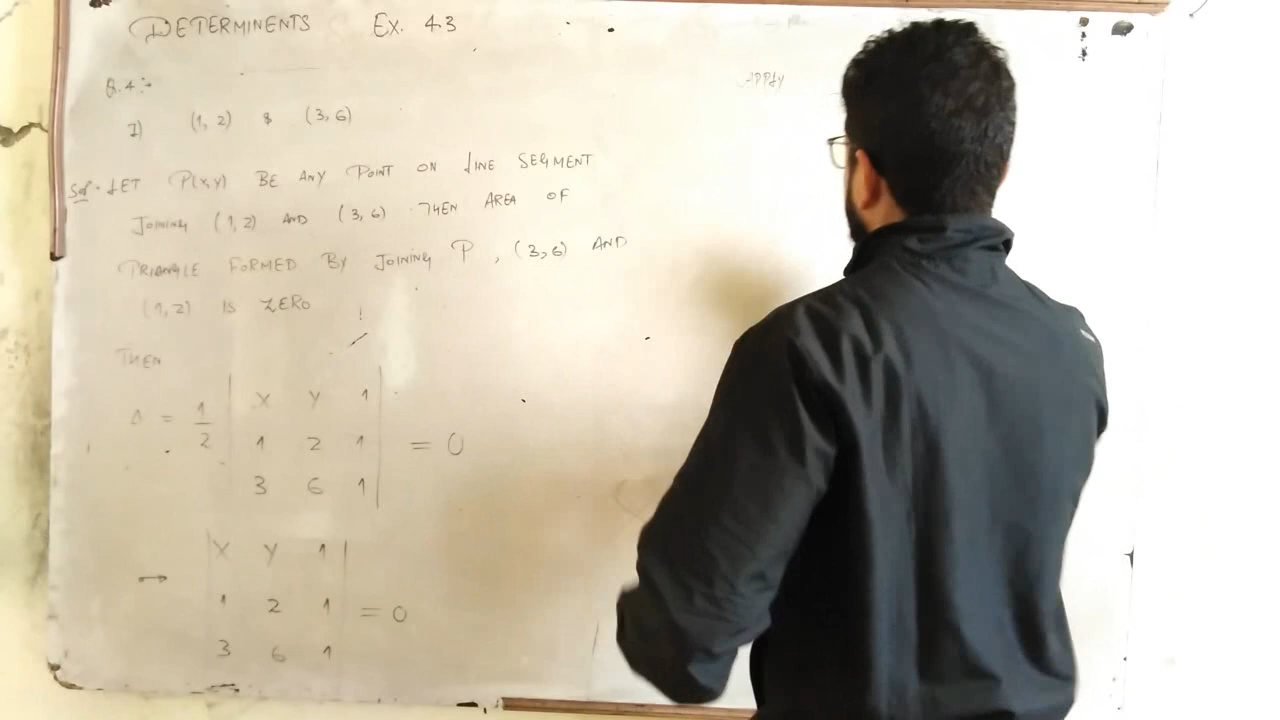 DETERMINENTS Ex. 4.3
Q.4:-
I) (1, 2) & (3, 6)
Sol. LET P(X,Y) BE ANY POINT ON LINE SEGMENT
JOINING (1, 2) AND (3, 6) THEN AREA OF
TRIANGLE FORMED BY JOINING P, (3,6) AND
(1, 2) IS ZERO
THEN
Δ = 1/2 | X Y 1 |
| 1 2 1 | = 0
| 3 6 1 |
→ | X Y 1 |
| 1 2 1 | = 0
| 3 6 1 |
APPLY